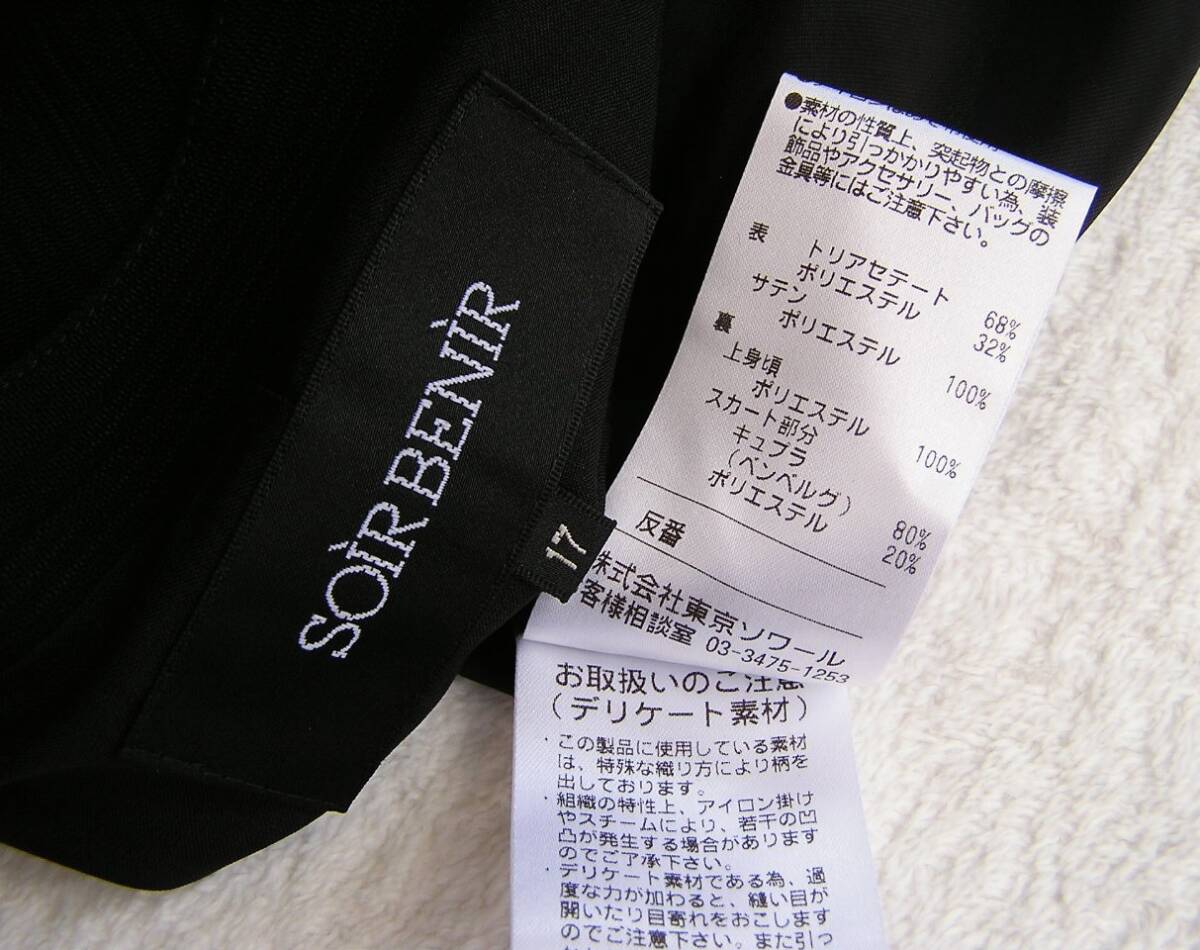 SOIR BENIR
17
●素材の性質上、突起物との摩擦
により引っかかりやすい為、装
飾品やアクセサリー、バッグの
金具等にはご注意下さい。
表 トリアセテート 68%
ポリエステル 32%
サテン
ポリエステル 100%
裏
上身頃
ポリエステル 100%
スカート部分
キュプラ
(ベンベルグ) 80%
ポリエステル 20%
反番
株式会社東京ソワール
客様相談室 03-3475-1253
お取扱いのご注意
(デリケート素材)
・この製品に使用している素材
は、特殊な織り方により柄を
出しております。
・組織の特性上、アイロン掛け
やスチームにより、若干の凹
凸が発生する場合があります
のでご了承下さい。
・デリケート素材である為、過
度な力が加わると、縫い目が
開いたり目寄れをおこします
のでご注意下さい。また引っ